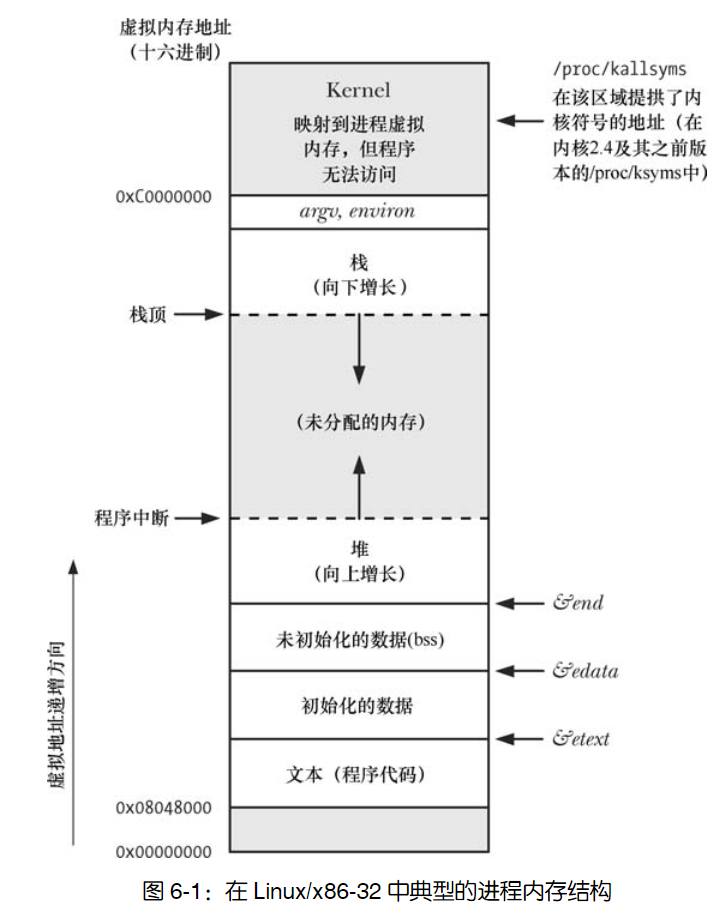 虚拟内存地址
（十六进制）
/proc/kallsyms
在该区域提拱了内
核符号的地址（在
内核2.4及其之前版
本的/proc/ksyms中）
Kernel
映射到进程虚拟
内存，但程序
无法访问
0xC0000000
argv, environ
栈
（向下增长）
栈顶
（未分配的内存）
程序中断
堆
（向上增长）
&end
未初始化的数据(bss)
&edata
初始化的数据
&etext
文本（程序代码）
0x08048000
0x00000000
虚拟地址递增方向
图 6-1：在 Linux/x86-32 中典型的进程内存结构